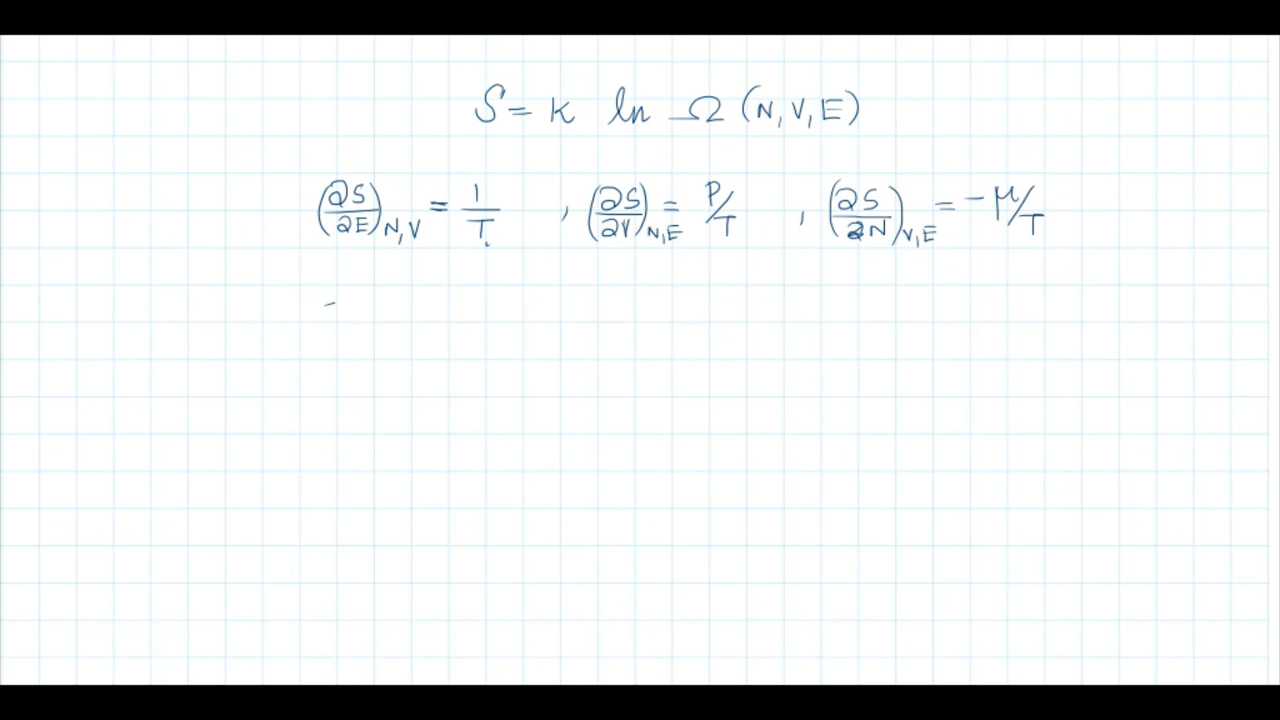 S = k ln Ω (N, V, E)
(∂S/∂E)N,V = 1/T , (∂S/∂V)N,E = P/T , (∂S/∂N)V,E = -μ/T